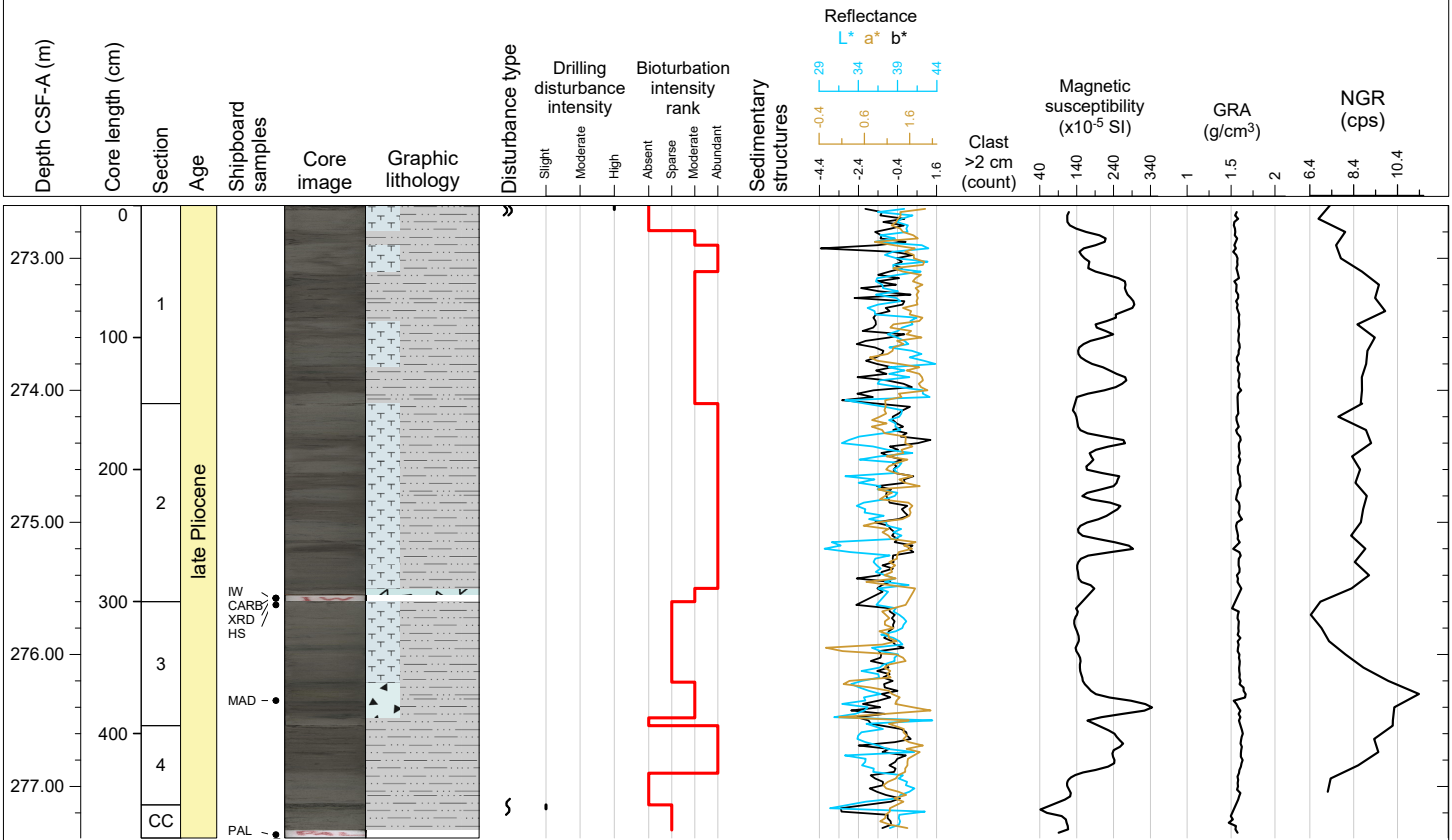 Depth CSF-A (m)
Core length (cm)
Section
Age
Shipboard
samples
Core
image
Graphic
lithology
Disturbance type
Drilling
disturbance
intensity
Slight
Moderate
High
Bioturbation
intensity
rank
Absent
Sparse
Moderate
Abundant
Sedimentary
structures
Reflectance
L* a* b*
29 34 39 44
-0.4 0.6 1.6
-4.4 -2.4 -0.4 1.6
Clast
>2 cm
(count)
Magnetic
susceptibility
(x10-5 SI)
40 140 240 340
GRA
(g/cm3)
1 1.5 2
NGR
(cps)
6.4 8.4 10.4
273.00
274.00
275.00
276.00
277.00
0
100
200
300
400
1
2
3
4
CC
late Pliocene
IW
CARB
XRD
HS
MAD
PAL
IW
PAL